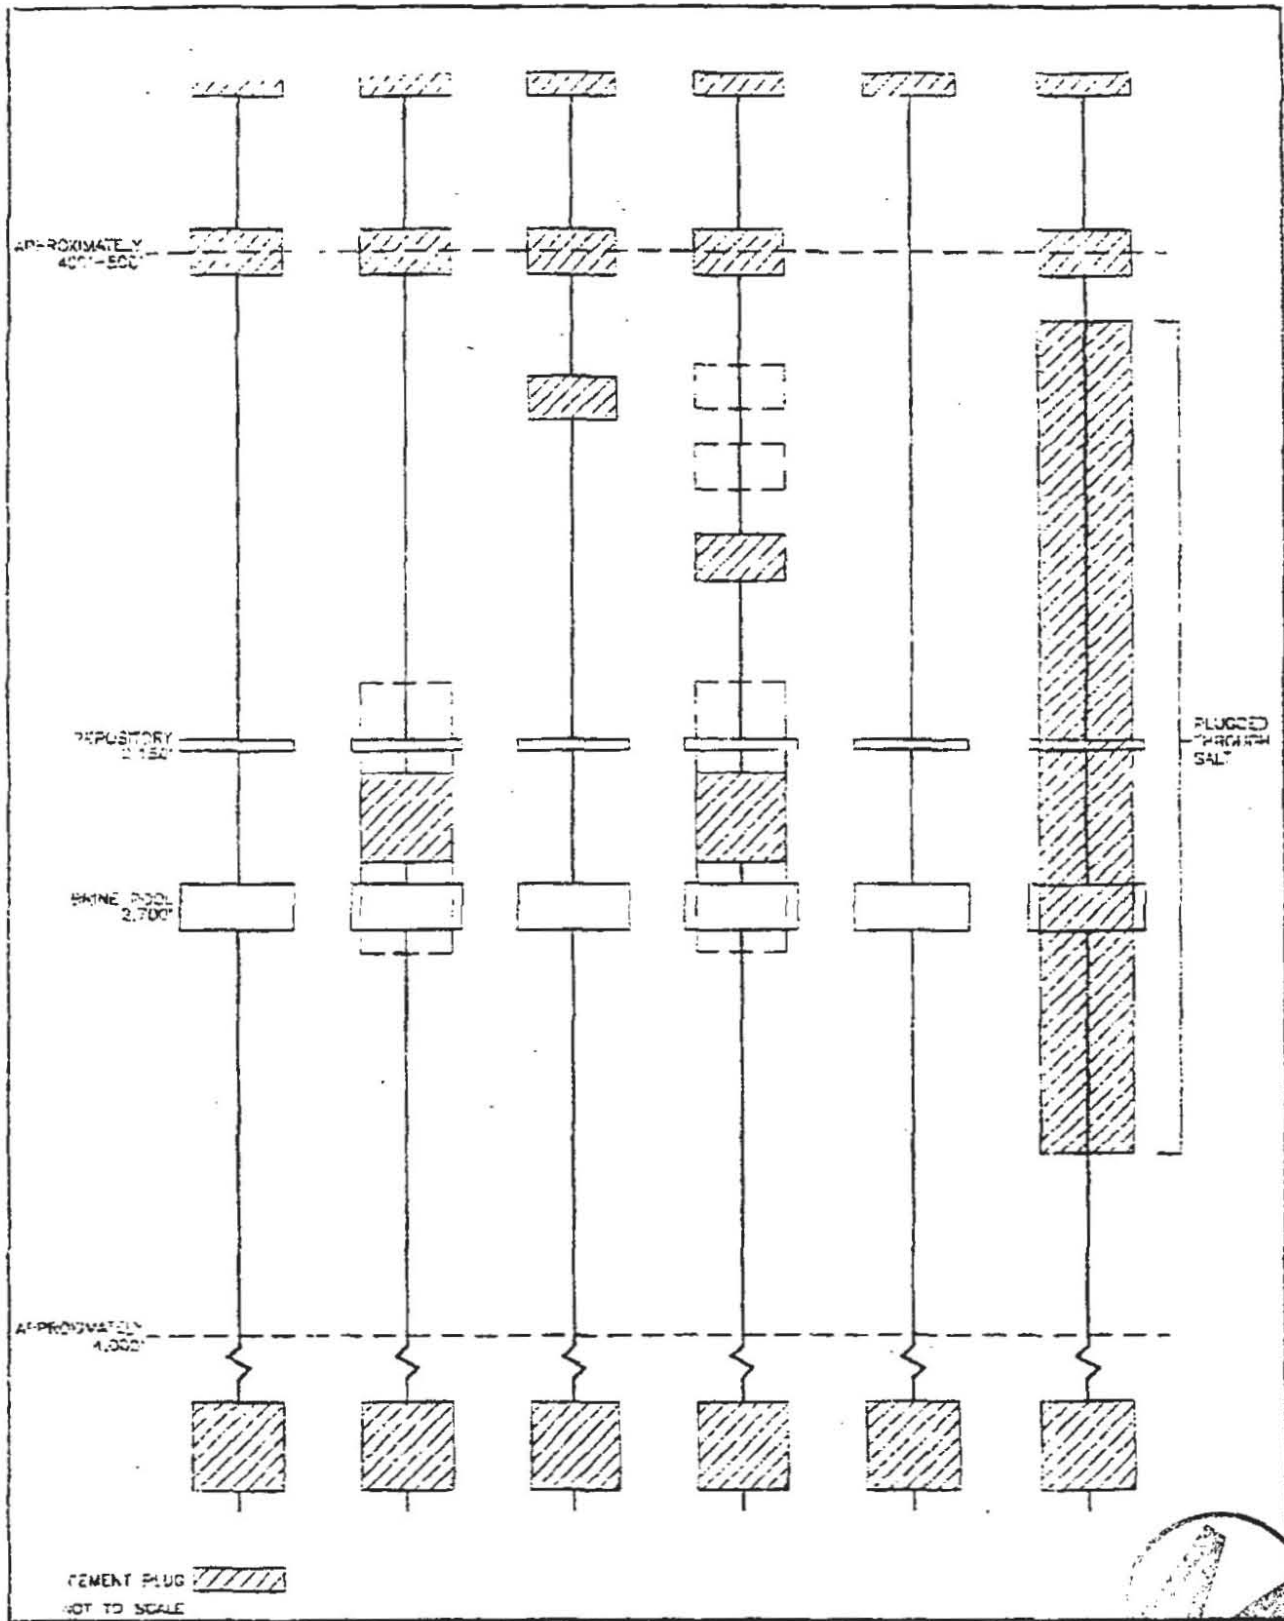 APPROXIMATELY
400'-500'
REPOSITORY
2,150'
PLUGGED
THROUGH
SALT
BRINE POOL
2,700'
APPROXIMATELY
4,000'
CEMENT PLUG
NOT TO SCALE